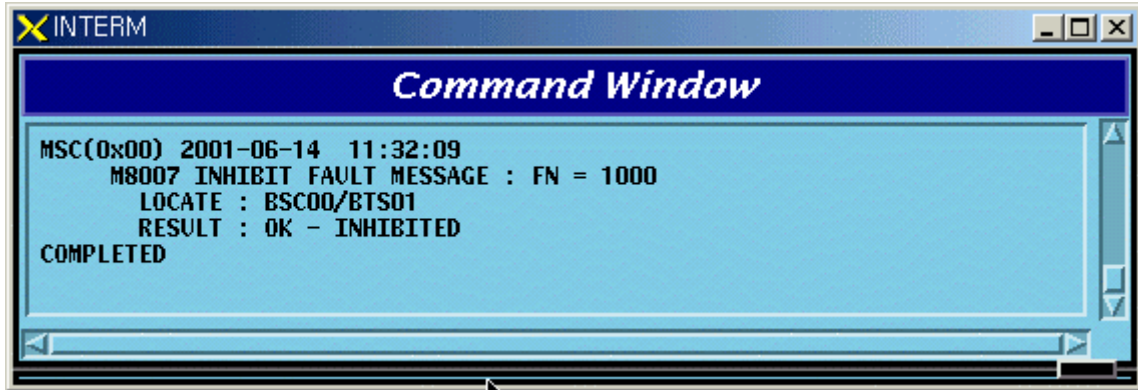 INTERM
Command Window
MSC(0x00) 2001-06-14 11:32:09
M8007 INHIBIT FAULT MESSAGE : FN = 1000
LOCATE : BSC00/BTS01
RESULT : OK - INHIBITED
COMPLETED